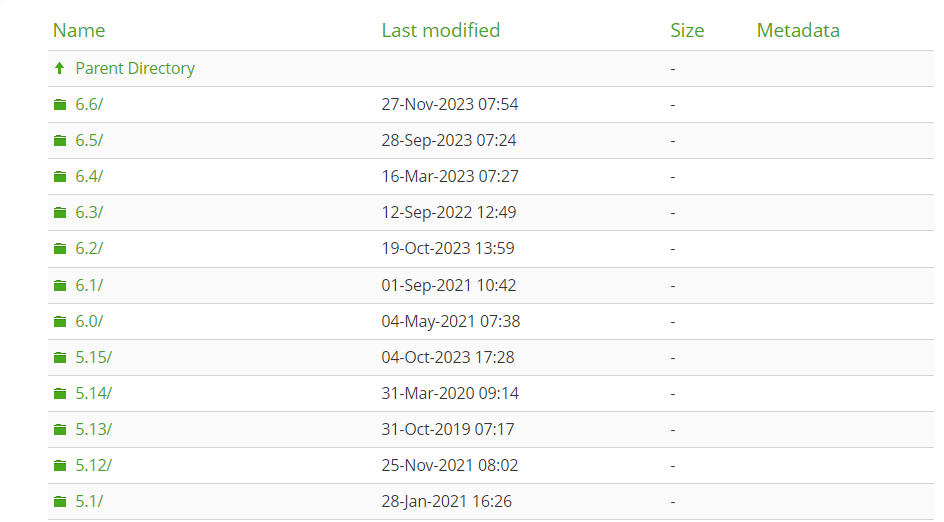 Name Last modified Size Metadata
Parent Directory -
6.6/ 27-Nov-2023 07:54 -
6.5/ 28-Sep-2023 07:24 -
6.4/ 16-Mar-2023 07:27 -
6.3/ 12-Sep-2022 12:49 -
6.2/ 19-Oct-2023 13:59 -
6.1/ 01-Sep-2021 10:42 -
6.0/ 04-May-2021 07:38 -
5.15/ 04-Oct-2023 17:28 -
5.14/ 31-Mar-2020 09:14 -
5.13/ 31-Oct-2019 07:17 -
5.12/ 25-Nov-2021 08:02 -
5.1/ 28-Jan-2021 16:26 -